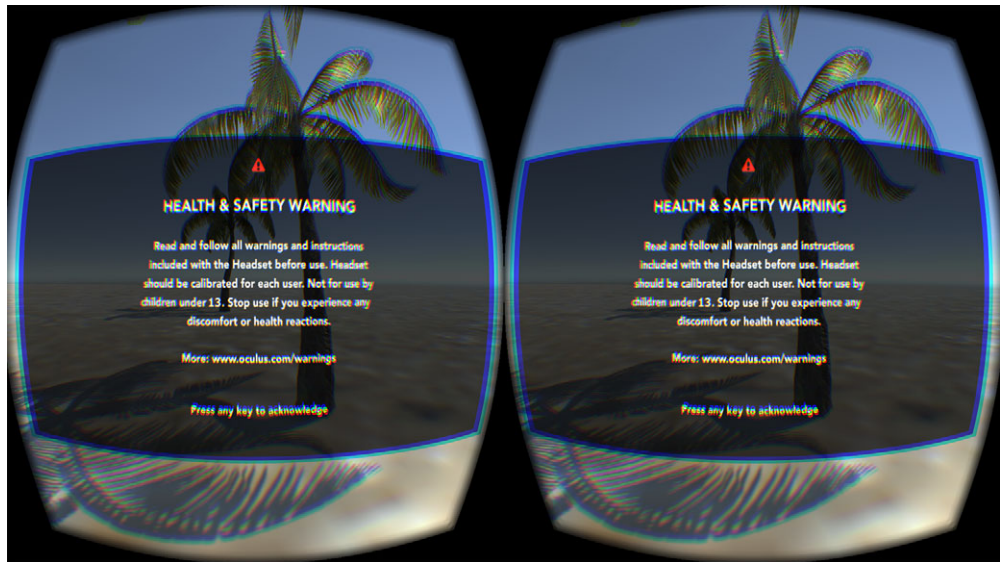 HEALTH & SAFETY WARNING
Read and follow all warnings and instructions
included with the Headset before use. Headset
should be calibrated for each user. Not for use by
children under 13. Stop use if you experience any
discomfort or health reactions.
More: www.oculus.com/warnings
Press any key to acknowledge
HEALTH & SAFETY WARNING
Read and follow all warnings and instructions
included with the Headset before use. Headset
should be calibrated for each user. Not for use by
children under 13. Stop use if you experience any
discomfort or health reactions.
More: www.oculus.com/warnings
Press any key to acknowledge